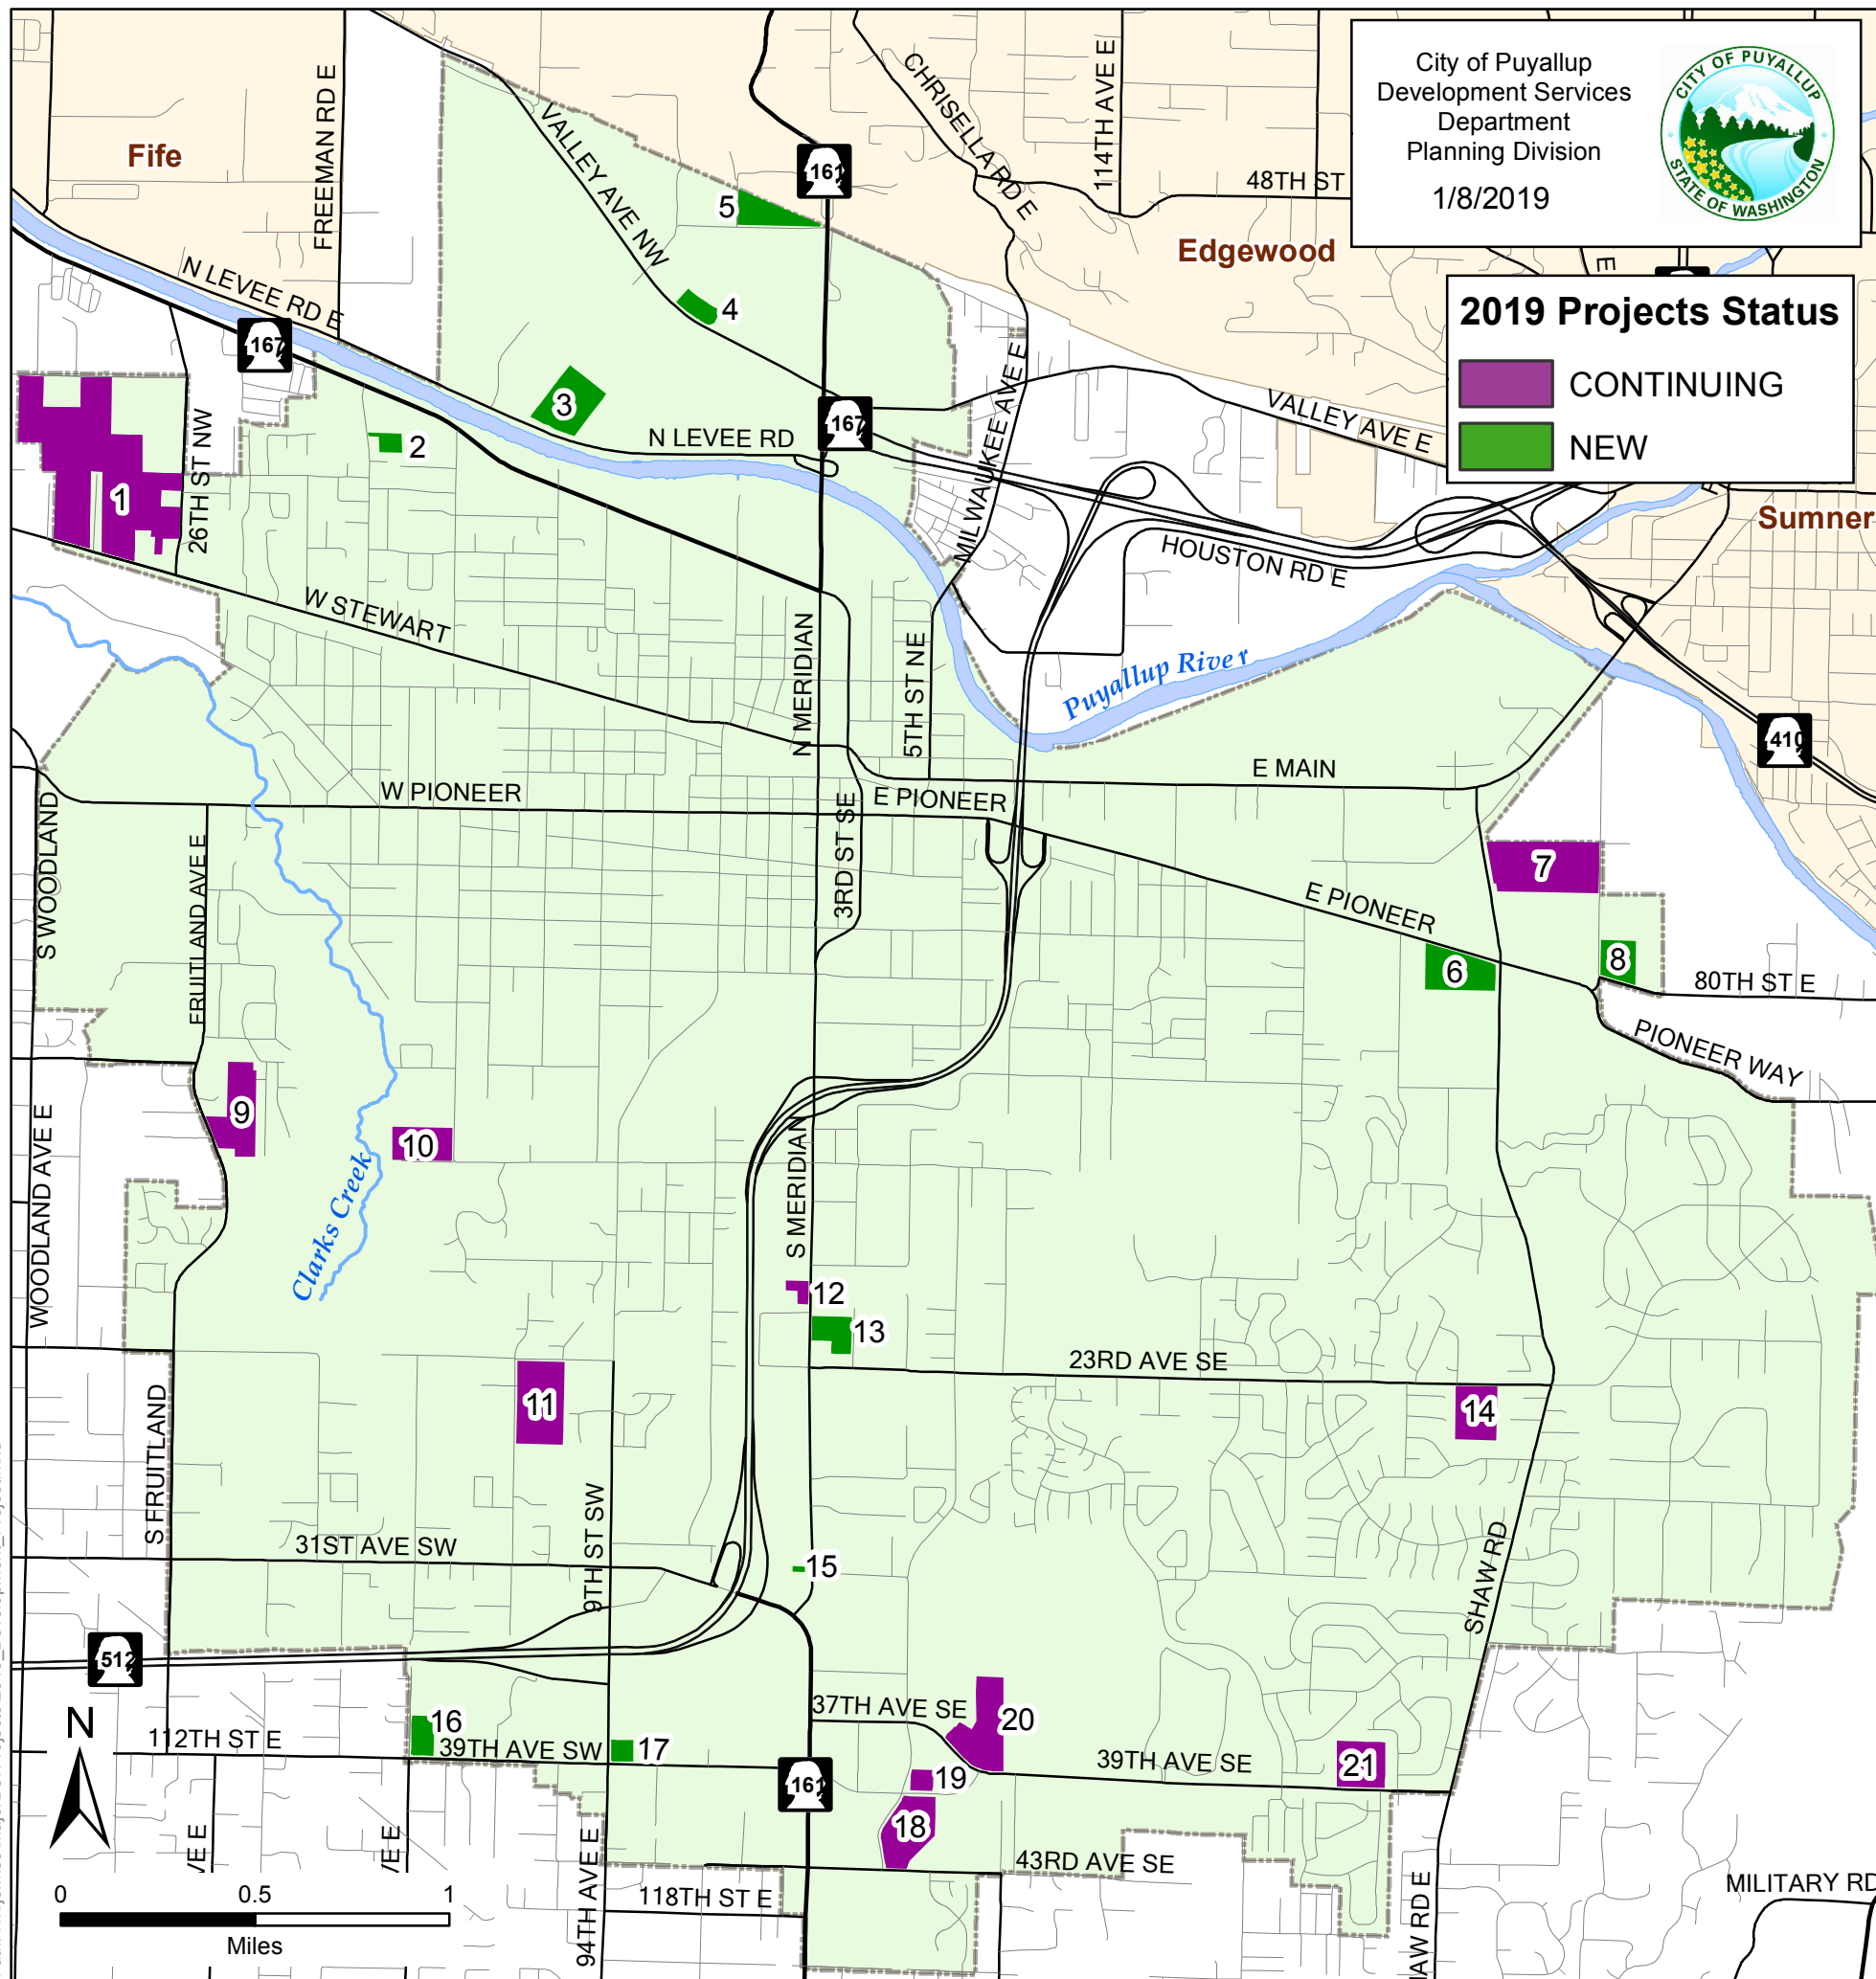 City of Puyallup
Development Services
Department
Planning Division
1/8/2019
CITY OF PUYALLUP
STATE OF WASHINGTON
2019 Projects Status
CONTINUING
NEW
Fife
Edgewood
Sumner
FREEMAN RD E
VALLEY AVE NW
CHRISELLA RD E
114TH AVE E
48TH ST
E
161
5
4
N LEVEE RD E
167
3
2
1
26TH ST NW
N LEVEE RD
167
MILWAUKEE AVE E
VALLEY AVE E
HOUSTON RD E
W STEWART
N MERIDIAN
5TH ST NE
Puyallup River
410
E MAIN
W PIONEER
E PIONEER
S WOODLAND
FRUITLAND AVE E
3RD ST SE
7
E PIONEER
6
8
80TH ST E
PIONEER WAY
9
10
WOODLAND AVE E
Clarks Creek
S MERIDIAN
12
13
23RD AVE SE
11
14
S FRUITLAND
31ST AVE SW
9TH ST SW
15
SHAW RD
512
N
112TH ST E
16
39TH AVE SW
17
37TH AVE SE
20
161
19
39TH AVE SE
21
18
43RD AVE SE
VE E
VE E
94TH AVE E
118TH ST E
HAW RD E
MILITARY RD
0 0.5 1
Miles